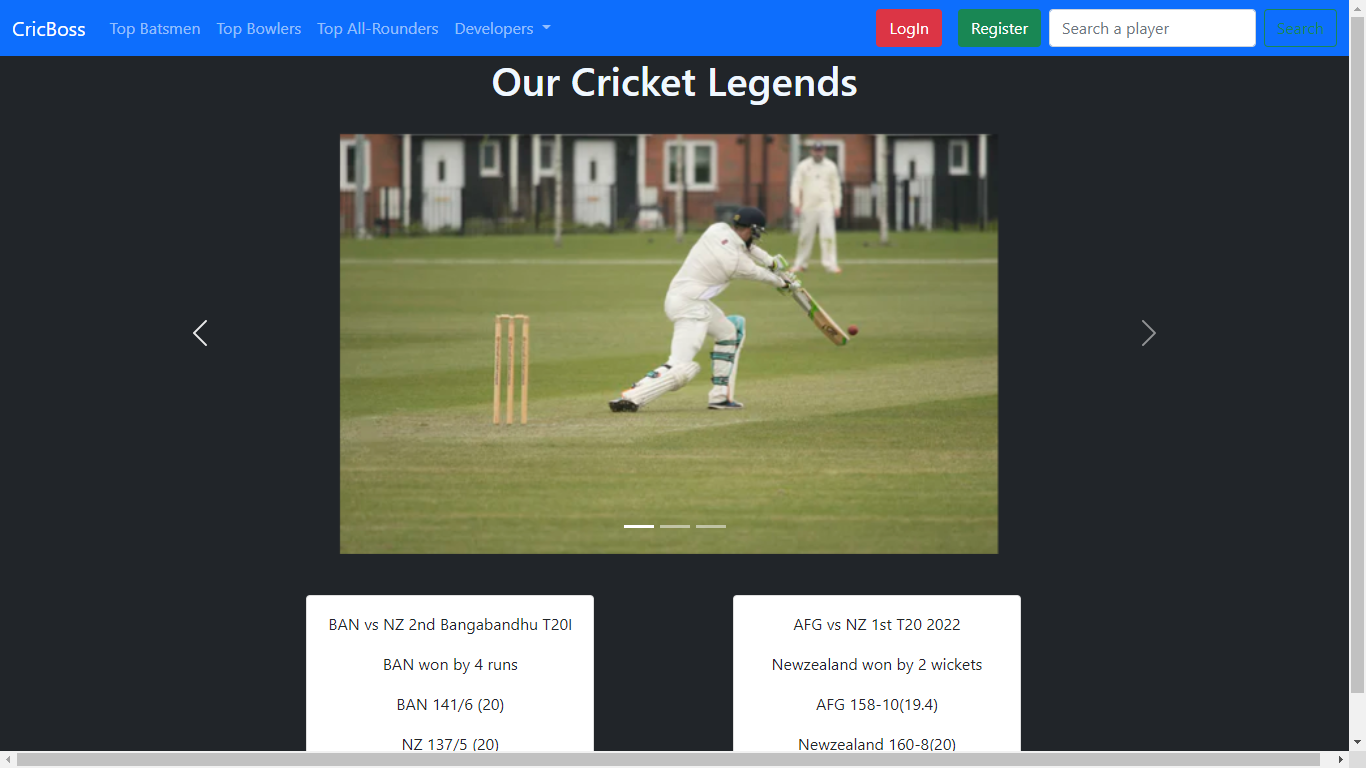 CricBoss Top Batsmen Top Bowlers Top All-Rounders Developers LogIn Register Search a player Search
Our Cricket Legends
BAN vs NZ 2nd Bangabandhu T20I
BAN won by 4 runs
BAN 141/6 (20)
NZ 137/5 (20)
AFG vs NZ 1st T20 2022
Newzealand won by 2 wickets
AFG 158-10(19.4)
Newzealand 160-8(20)